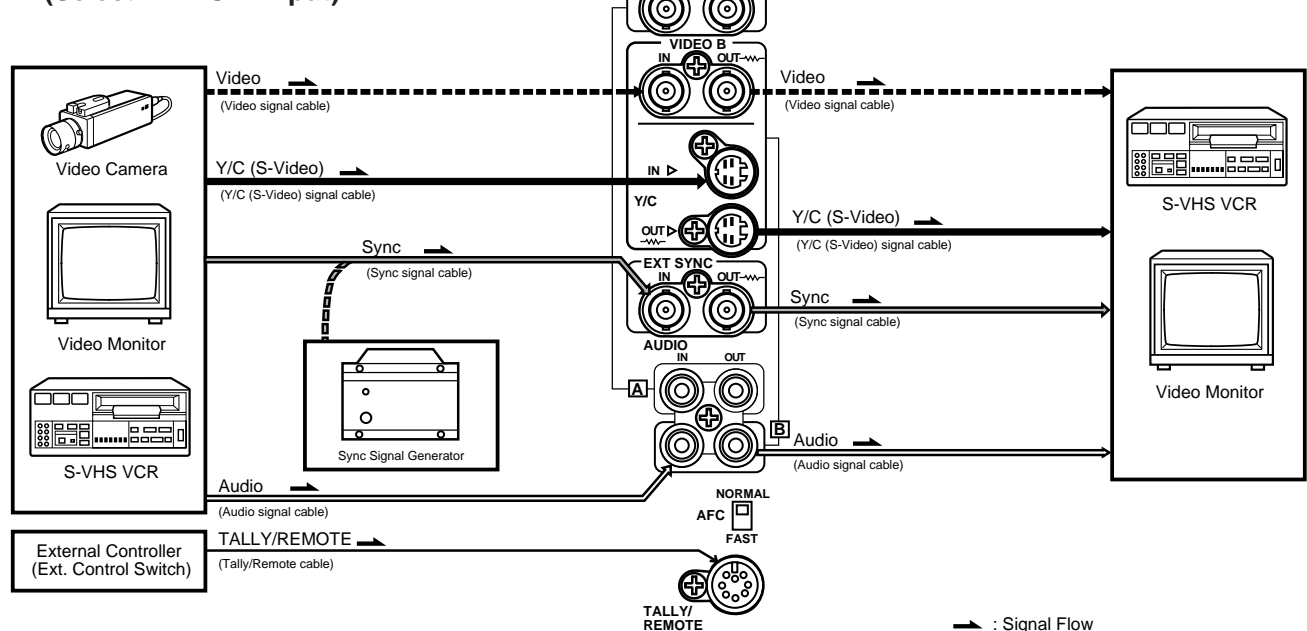 VIDEO B
IN OUT
Video
(Video signal cable)
Video
(Video signal cable)
Video Camera
Y/C (S-Video)
(Y/C (S-Video) signal cable)
IN
Y/C
OUT
Y/C (S-Video)
(Y/C (S-Video) signal cable)
S-VHS VCR
Sync
(Sync signal cable)
EXT SYNC
IN OUT
Sync
(Sync signal cable)
Video Monitor
AUDIO
IN OUT
A
B
Video Monitor
Sync Signal Generator
S-VHS VCR
Audio
(Audio signal cable)
Audio
(Audio signal cable)
NORMAL
AFC
FAST
External Controller
(Ext. Control Switch)
TALLY/REMOTE
(Tally/Remote cable)
TALLY/
REMOTE
: Signal Flow